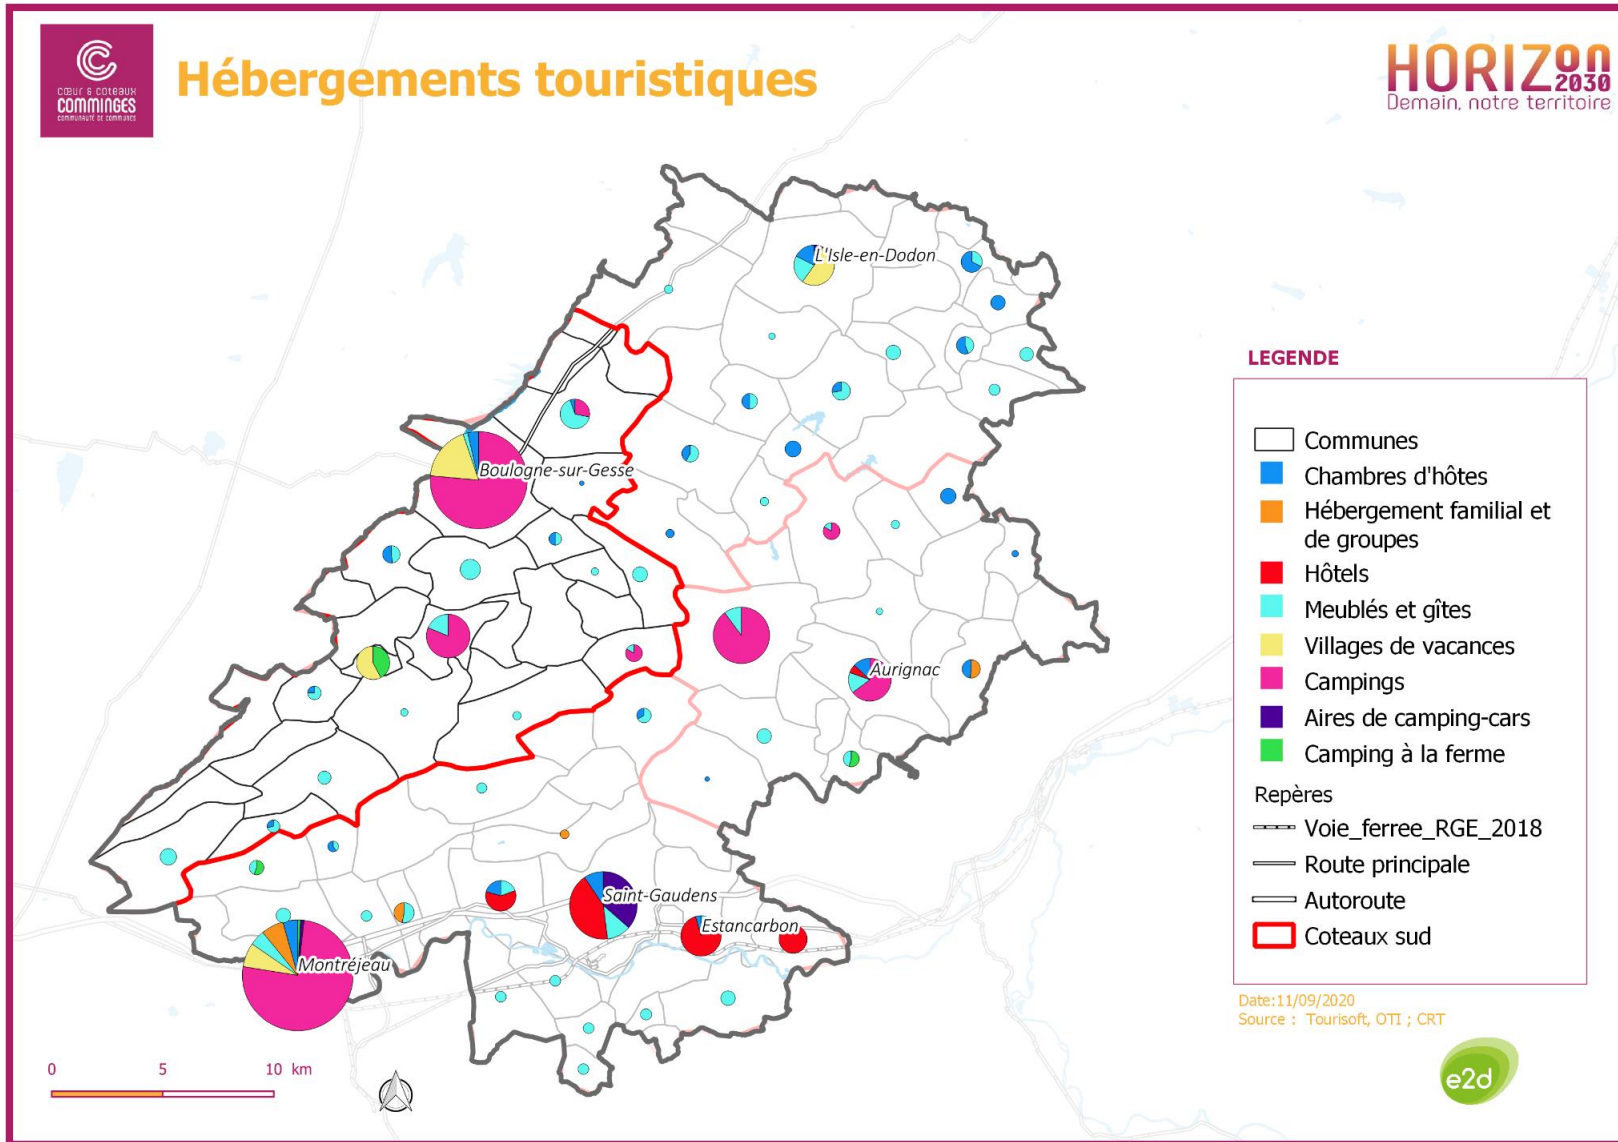 cœur & coteaux
COMMINGES
COMMUNAUTÉ DE COMMUNES
Hébergements touristiques
HORIZON
2030
Demain, notre territoire
L'Isle-en-Dodon
Boulogne-sur-Gesse
Aurignac
Saint-Gaudens
Estancarbon
Montréjeau
LEGENDE
Communes
Chambres d'hôtes
Hébergement familial et
de groupes
Hôtels
Meublés et gîtes
Villages de vacances
Campings
Aires de camping-cars
Camping à la ferme
Repères
Voie_ferree_RGE_2018
Route principale
Autoroute
Coteaux sud
Date:11/09/2020
Source : Tourisoft, OTI ; CRT
0 5 10 km
e2d